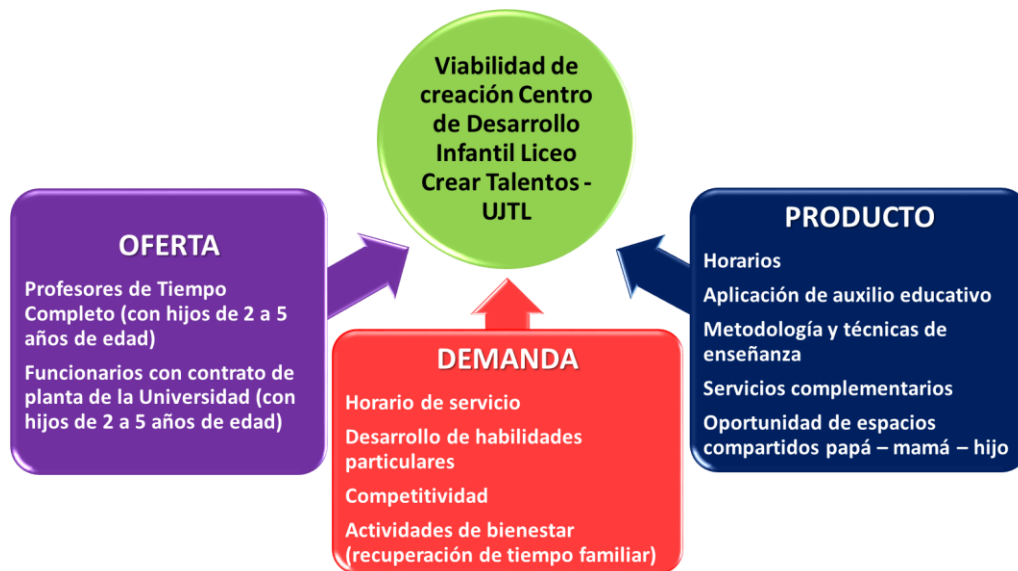 Viabilidad de
creación Centro
de Desarrollo
Infantil Liceo
Crear Talentos -
UJTL
OFERTA
Profesores de Tiempo
Completo (con hijos de 2 a 5
años de edad)
Funcionarios con contrato de
planta de la Universidad (con
hijos de 2 a 5 años de edad)
DEMANDA
Horario de servicio
Desarrollo de habilidades
particulares
Competitividad
Actividades de bienestar
(recuperación de tiempo familiar)
PRODUCTO
Horarios
Aplicación de auxilio educativo
Metodología y técnicas de
enseñanza
Servicios complementarios
Oportunidad de espacios
compartidos papá – mamá – hijo